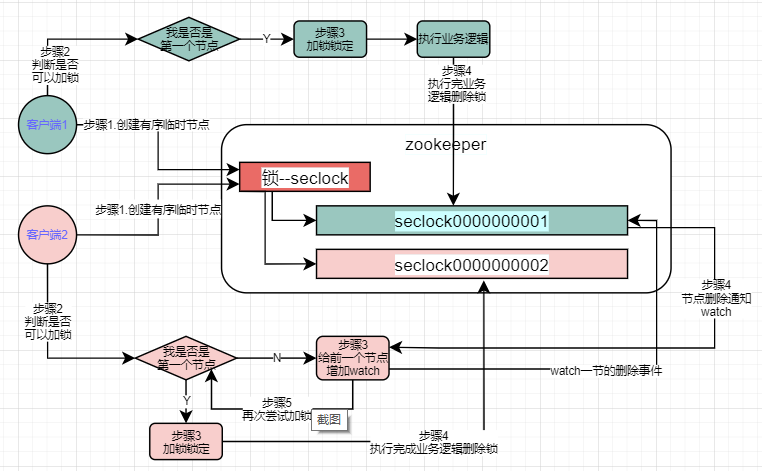 我是否是
第一个节点
Y
步骤3
加锁锁定
执行业务逻辑
步骤2
判断是否
可以加锁
步骤4
执行完业务
逻辑删除锁
客户端1
步骤1.创建有序临时节点
zookeeper
锁--seclock
步骤1.创建有序临时节点
seclock0000000001
客户端2
seclock0000000002
步骤4
节点删除通知
watch
步骤2
判断是否
可以加锁
我是否是
第一个节点
N
步骤3
给前一个节点
增加watch
watch一节的删除事件
Y
步骤5
再次尝试加锁
截图
步骤3
加锁锁定
步骤4
执行完成业务逻辑删除锁